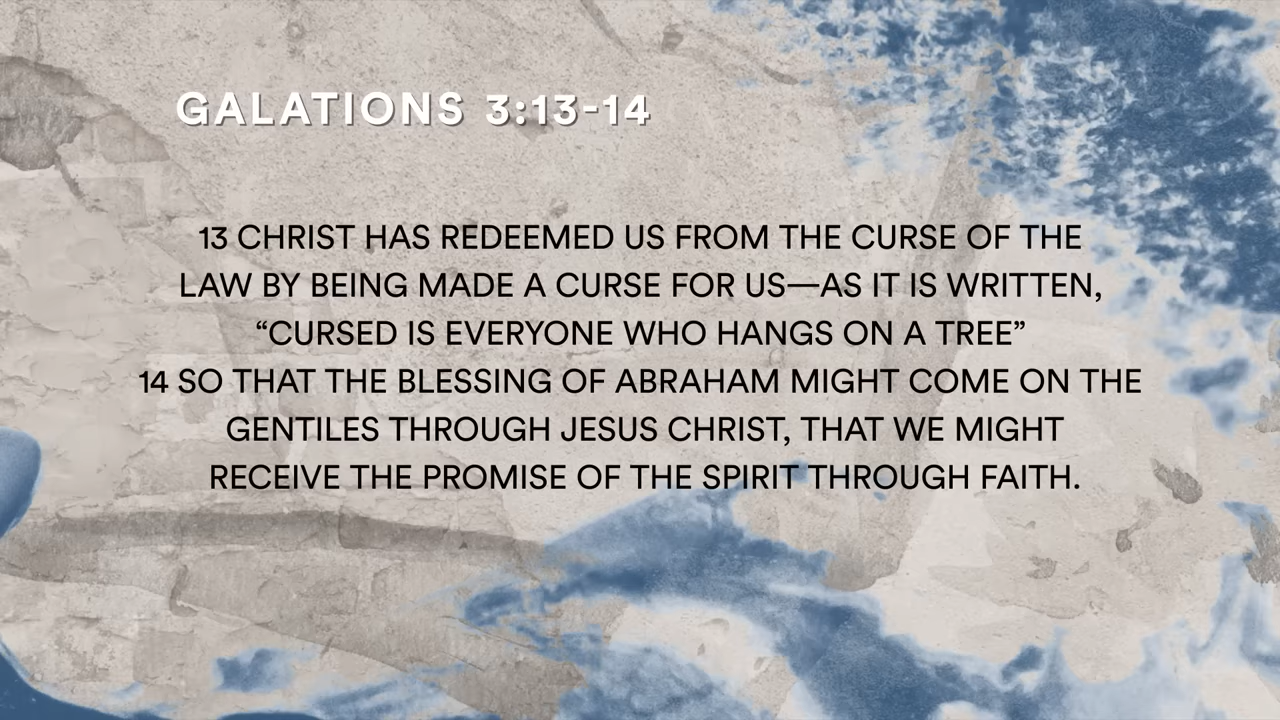 GALATIONS 3:13-14
13 CHRIST HAS REDEEMED US FROM THE CURSE OF THE
LAW BY BEING MADE A CURSE FOR US—AS IT IS WRITTEN,
“CURSED IS EVERYONE WHO HANGS ON A TREE”
14 SO THAT THE BLESSING OF ABRAHAM MIGHT COME ON THE
GENTILES THROUGH JESUS CHRIST, THAT WE MIGHT
RECEIVE THE PROMISE OF THE SPIRIT THROUGH FAITH.